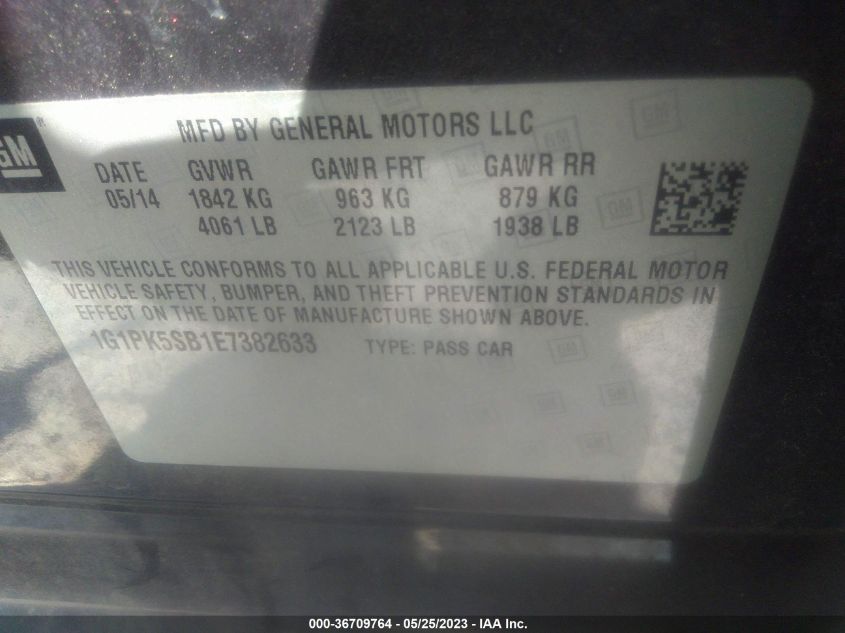 GM
MFD BY GENERAL MOTORS LLC
DATE GVWR GAWR FRT GAWR RR
05/14 1842 KG 963 KG 879 KG
4061 LB 2123 LB 1938 LB
THIS VEHICLE CONFORMS TO ALL APPLICABLE U.S. FEDERAL MOTOR
VEHICLE SAFETY, BUMPER, AND THEFT PREVENTION STANDARDS IN
EFFECT ON THE DATE OF MANUFACTURE SHOWN ABOVE.
1G1PK5SB1E7382633 TYPE: PASS CAR
000-36709764 - 05/25/2023 - IAA Inc.